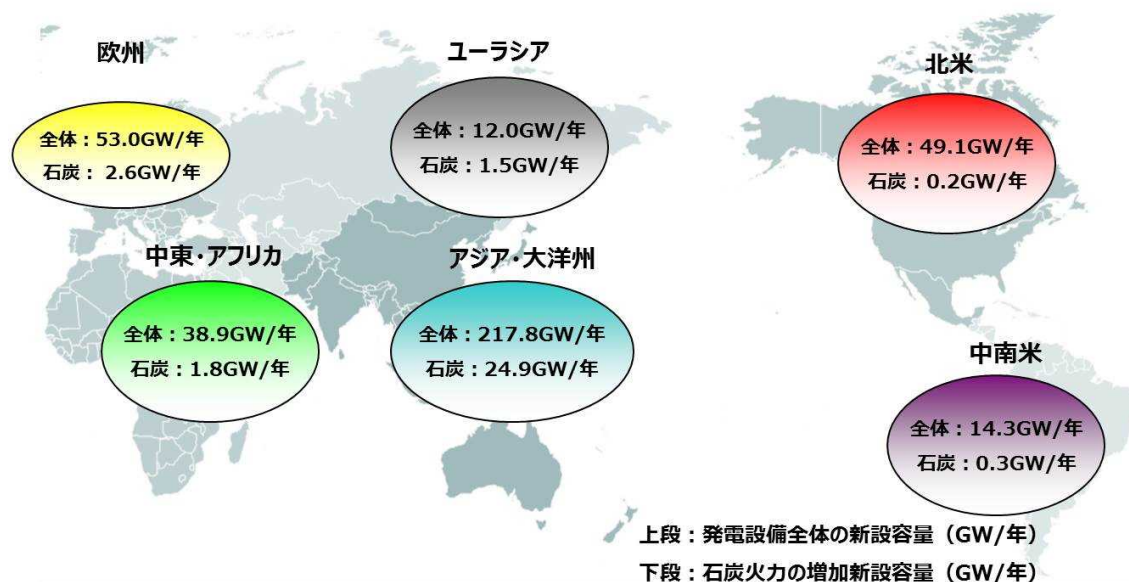 欧州
全体：53.0GW/年
石炭： 2.6GW/年
ユーラシア
全体：12.0GW/年
石炭：1.5GW/年
北米
全体：49.1GW/年
石炭：0.2GW/年
中東・アフリカ
全体：38.9GW/年
石炭：1.8GW/年
アジア・大洋州
全体：217.8GW/年
石炭：24.9GW/年
中南米
全体：14.3GW/年
石炭：0.3GW/年
上段：発電設備全体の新設容量（GW/年）
下段：石炭火力の増加新設容量（GW/年）